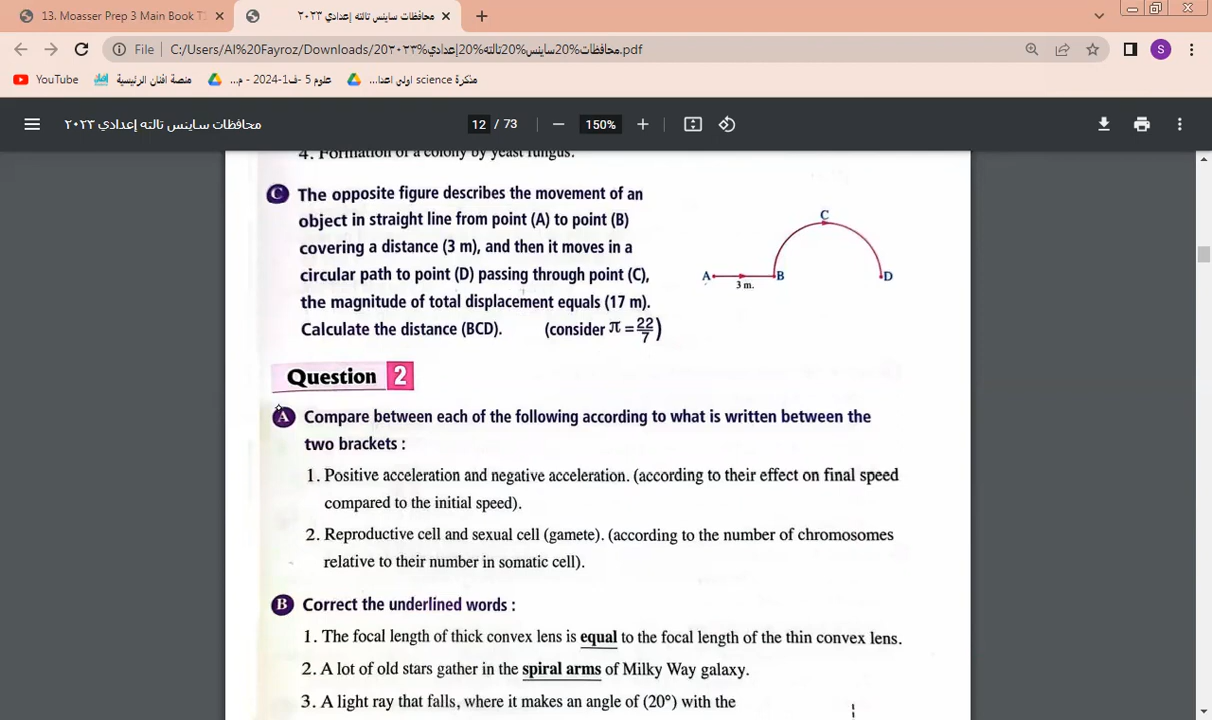 13. Moasser Prep 3 Main Book T
محافظات ساينس تالته إعدادي ٢٠٢٣
File C:/Users/Al%20Fayroz/Downloads/محافظات%20ساينس%20تالته%20إعدادي%20٢٠٢٣.pdf
S
YouTube
منصة افنان الرئيسية
علوم 5 -ف1-2024 - م...
مذكرة science اولي اعدا...
محافظات ساينس تالته إعدادي ٢٠٢٣
12 / 73
150%
4. Formation of a colony by yeast fungus.
C The opposite figure describes the movement of an
object in straight line from point (A) to point (B)
covering a distance (3 m), and then it moves in a
circular path to point (D) passing through point (C),
the magnitude of total displacement equals (17 m).
Calculate the distance (BCD). (consider π = 22/7)
C
A
B
D
3 m.
Question 2
A Compare between each of the following according to what is written between the
two brackets :
1. Positive acceleration and negative acceleration. (according to their effect on final speed
compared to the initial speed).
2. Reproductive cell and sexual cell (gamete). (according to the number of chromosomes
relative to their number in somatic cell).
B Correct the underlined words :
1. The focal length of thick convex lens is equal to the focal length of the thin convex lens.
2. A lot of old stars gather in the spiral arms of Milky Way galaxy.
3. A light ray that falls, where it makes an angle of (20°) with the